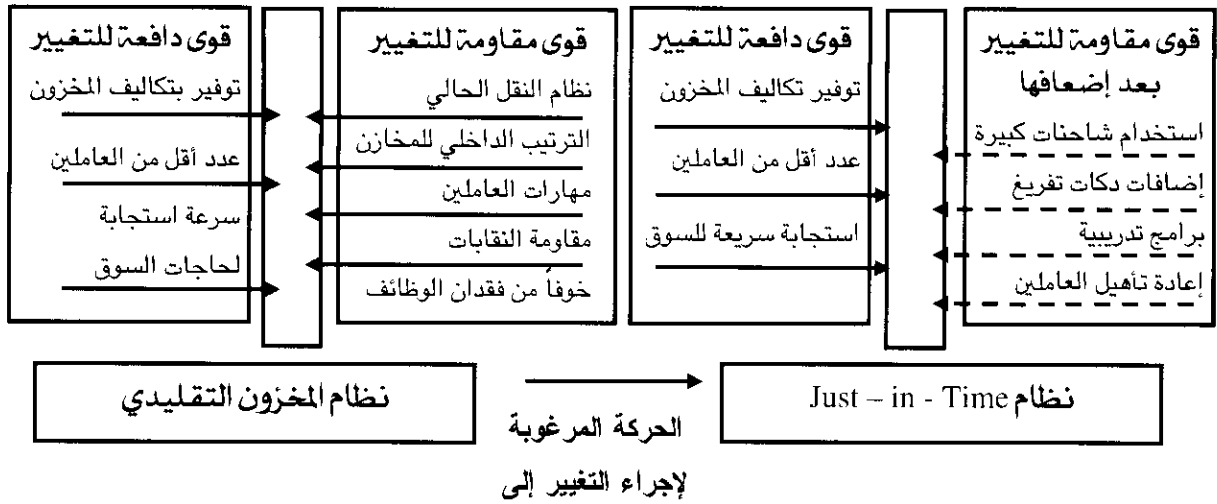 قوى دافعة للتغيير
توفير بتكاليف المخزون
عدد أقل من العاملين
سرعة استجابة
لحاجات السوق
قوى مقاومة للتغيير
نظام النقل الحالي
الترتيب الداخلي للمخازن
مهارات العاملين
مقاومة النقابات
خوفاً من فقدان الوظائف
قوى دافعة للتغيير
توفير تكاليف المخزون
عدد أقل من العاملين
استجابة سريعة للسوق
قوى مقاومة للتغيير
بعد إضعافها
استخدام شاحنات كبيرة
إضافات دكات تفريغ
برامج تدريبية
إعادة تأهيل العاملين
نظام المخزون التقليدي
الحركة المرغوبة
لإجراء التغيير إلى
نظام Just – in - Time